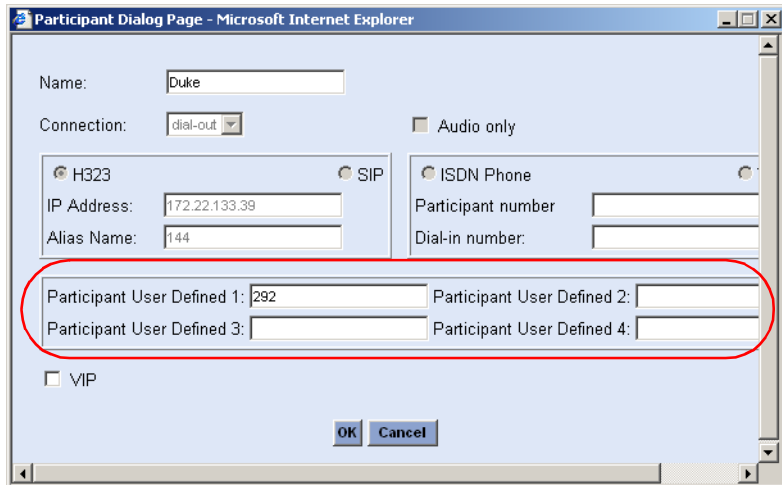 Participant Dialog Page - Microsoft Internet Explorer
Name: Duke
Connection: dial-out Audio only
H323 SIP ISDN Phone
IP Address: 172.22.133.39 Participant number
Alias Name: 144 Dial-in number:
Participant User Defined 1: 292 Participant User Defined 2:
Participant User Defined 3: Participant User Defined 4:
VIP
OK Cancel